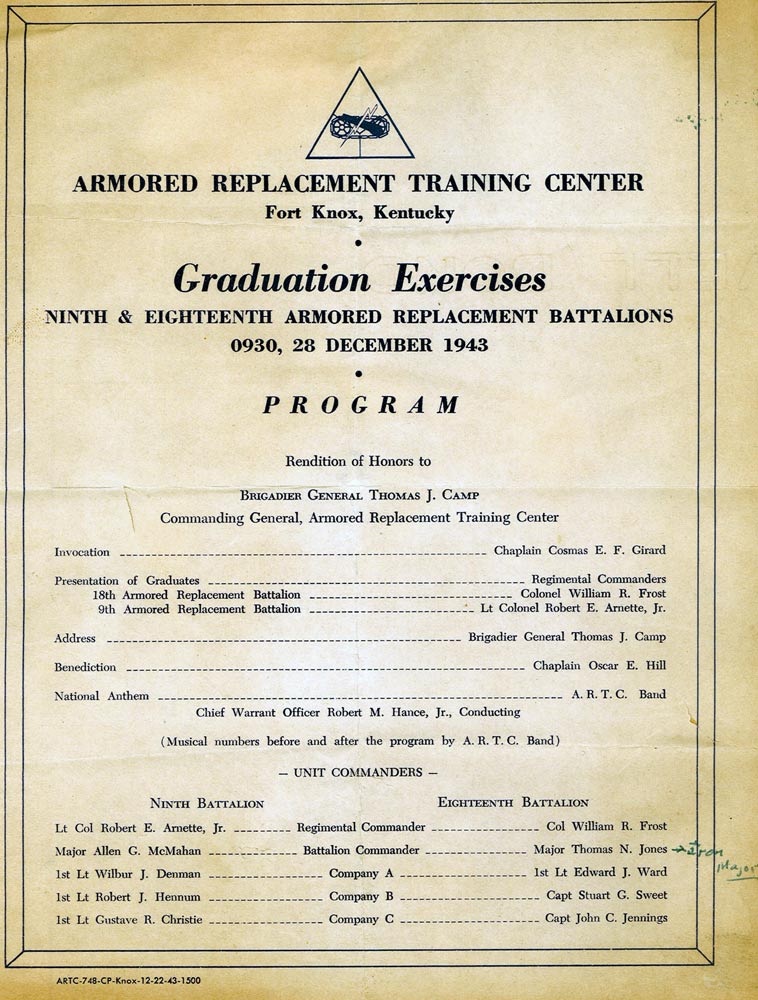 ARMORED REPLACEMENT TRAINING CENTER
Fort Knox, Kentucky
•
Graduation Exercises
NINTH & EIGHTEENTH ARMORED REPLACEMENT BATTALIONS
0930, 28 DECEMBER 1943
•
PROGRAM
Rendition of Honors to
BRIGADIER GENERAL THOMAS J. CAMP
Commanding General, Armored Replacement Training Center
Invocation Chaplain Cosmas E. F. Girard
Presentation of Graduates Regimental Commanders
18th Armored Replacement Battalion Colonel William R. Frost
9th Armored Replacement Battalion Lt Colonel Robert E. Arnette, Jr.
Address Brigadier General Thomas J. Camp
Benediction Chaplain Oscar E. Hill
National Anthem A. R. T. C. Band
Chief Warrant Officer Robert M. Hance, Jr., Conducting
(Musical numbers before and after the program by A. R. T. C. Band)
— UNIT COMMANDERS —
NINTH BATTALION EIGHTEENTH BATTALION
Lt Col Robert E. Arnette, Jr. Regimental Commander Col William R. Frost
Major Allen G. McMahan Battalion Commander Major Thomas N. Jones → Iron
Major
1st Lt Wilbur J. Denman Company A 1st Lt Edward J. Ward
1st Lt Robert J. Hennum Company B Capt Stuart G. Sweet
1st Lt Gustave R. Christie Company C Capt John C. Jennings
ARTC-748-CP-Knox-12-22-43-1500